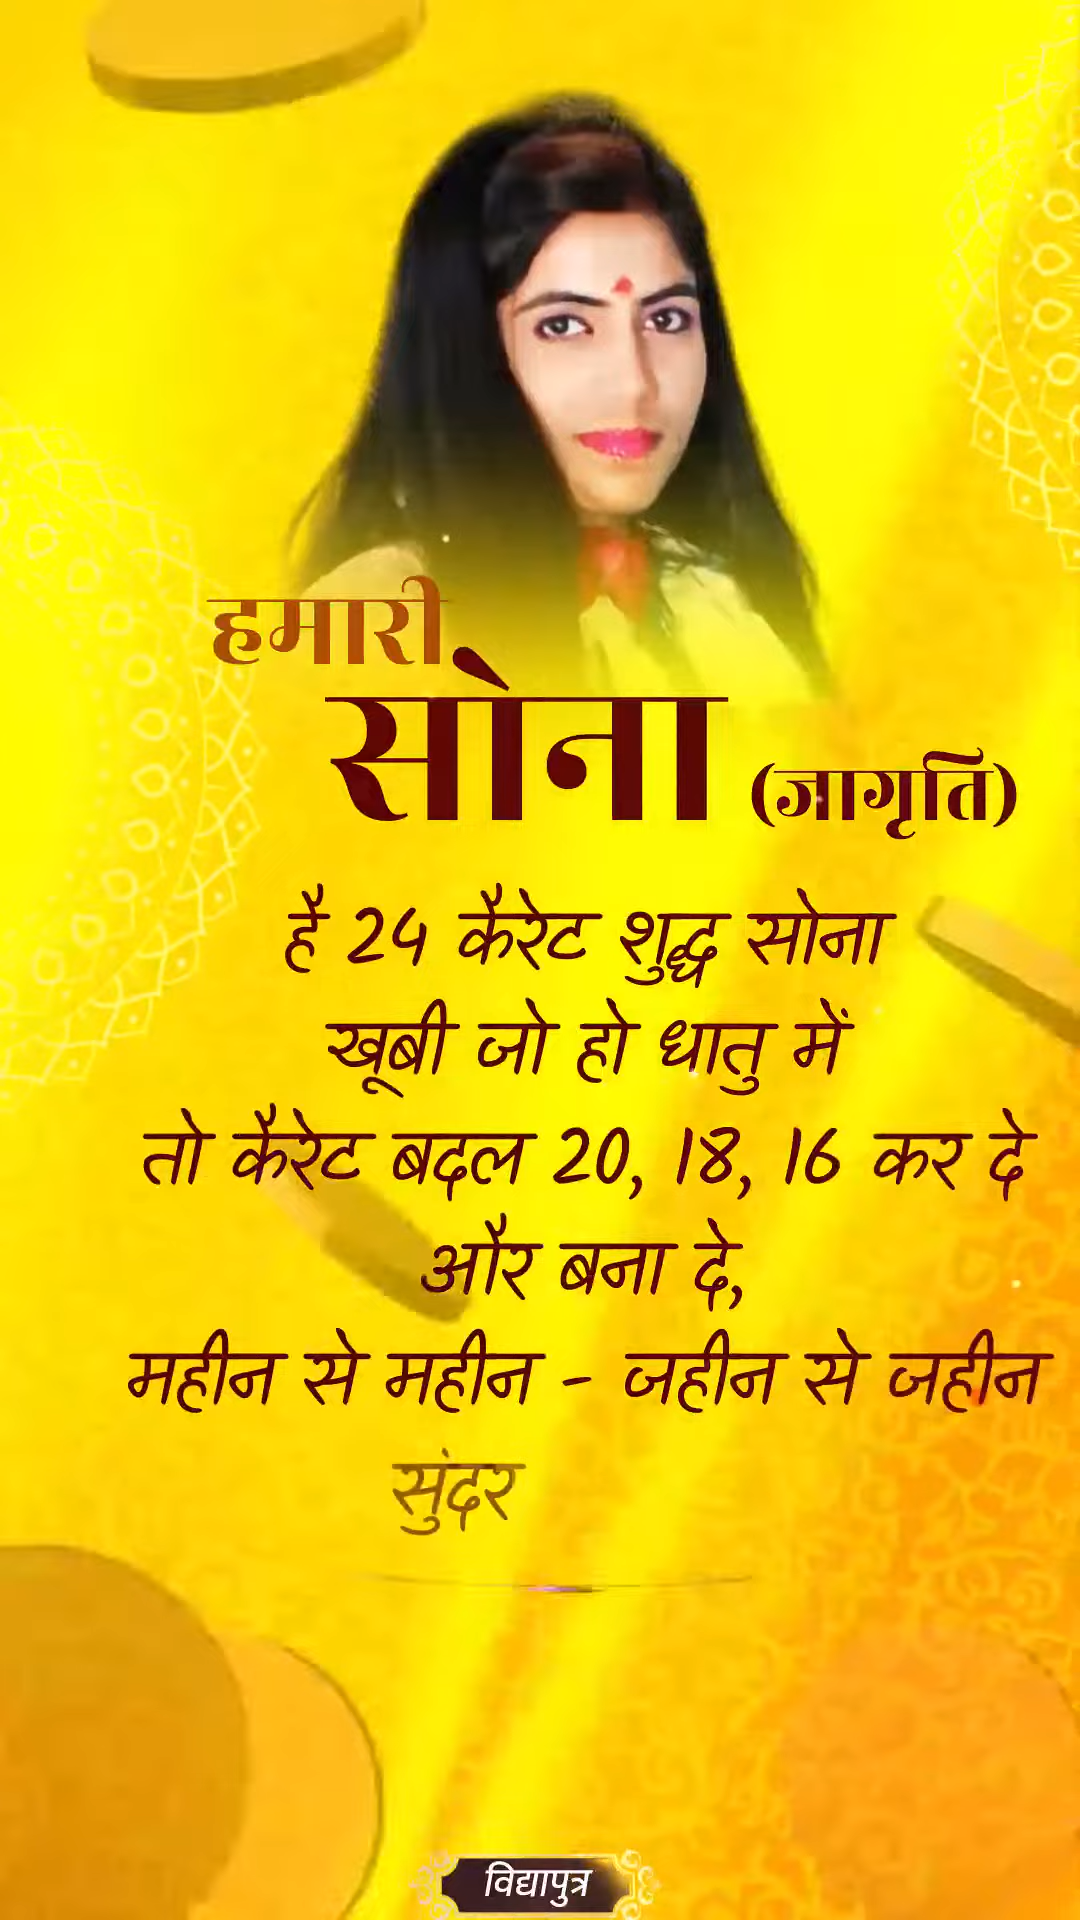 हमारी
सोना (जागृति)
है 24 कैरेट शुद्ध सोना
खूबी जो हो धातु में
तो कैरेट बदल 20, 18, 16 कर दे
और बना दे,
महीन से महीन - जहीन से जहीन
सुंदर
विद्यापुत्र